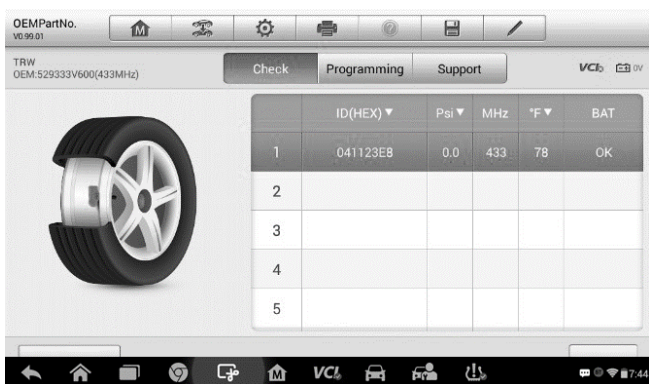 OEMPartNo.
V0.99.01
TRW
OEM:529333V600(433MHz)
Check Programming Support
VCI 0V
ID(HEX) ▼ Psi ▼ MHz °F ▼ BAT
1 041123E8 0.0 433 78 OK
2
3
4
5
VCI 7:44